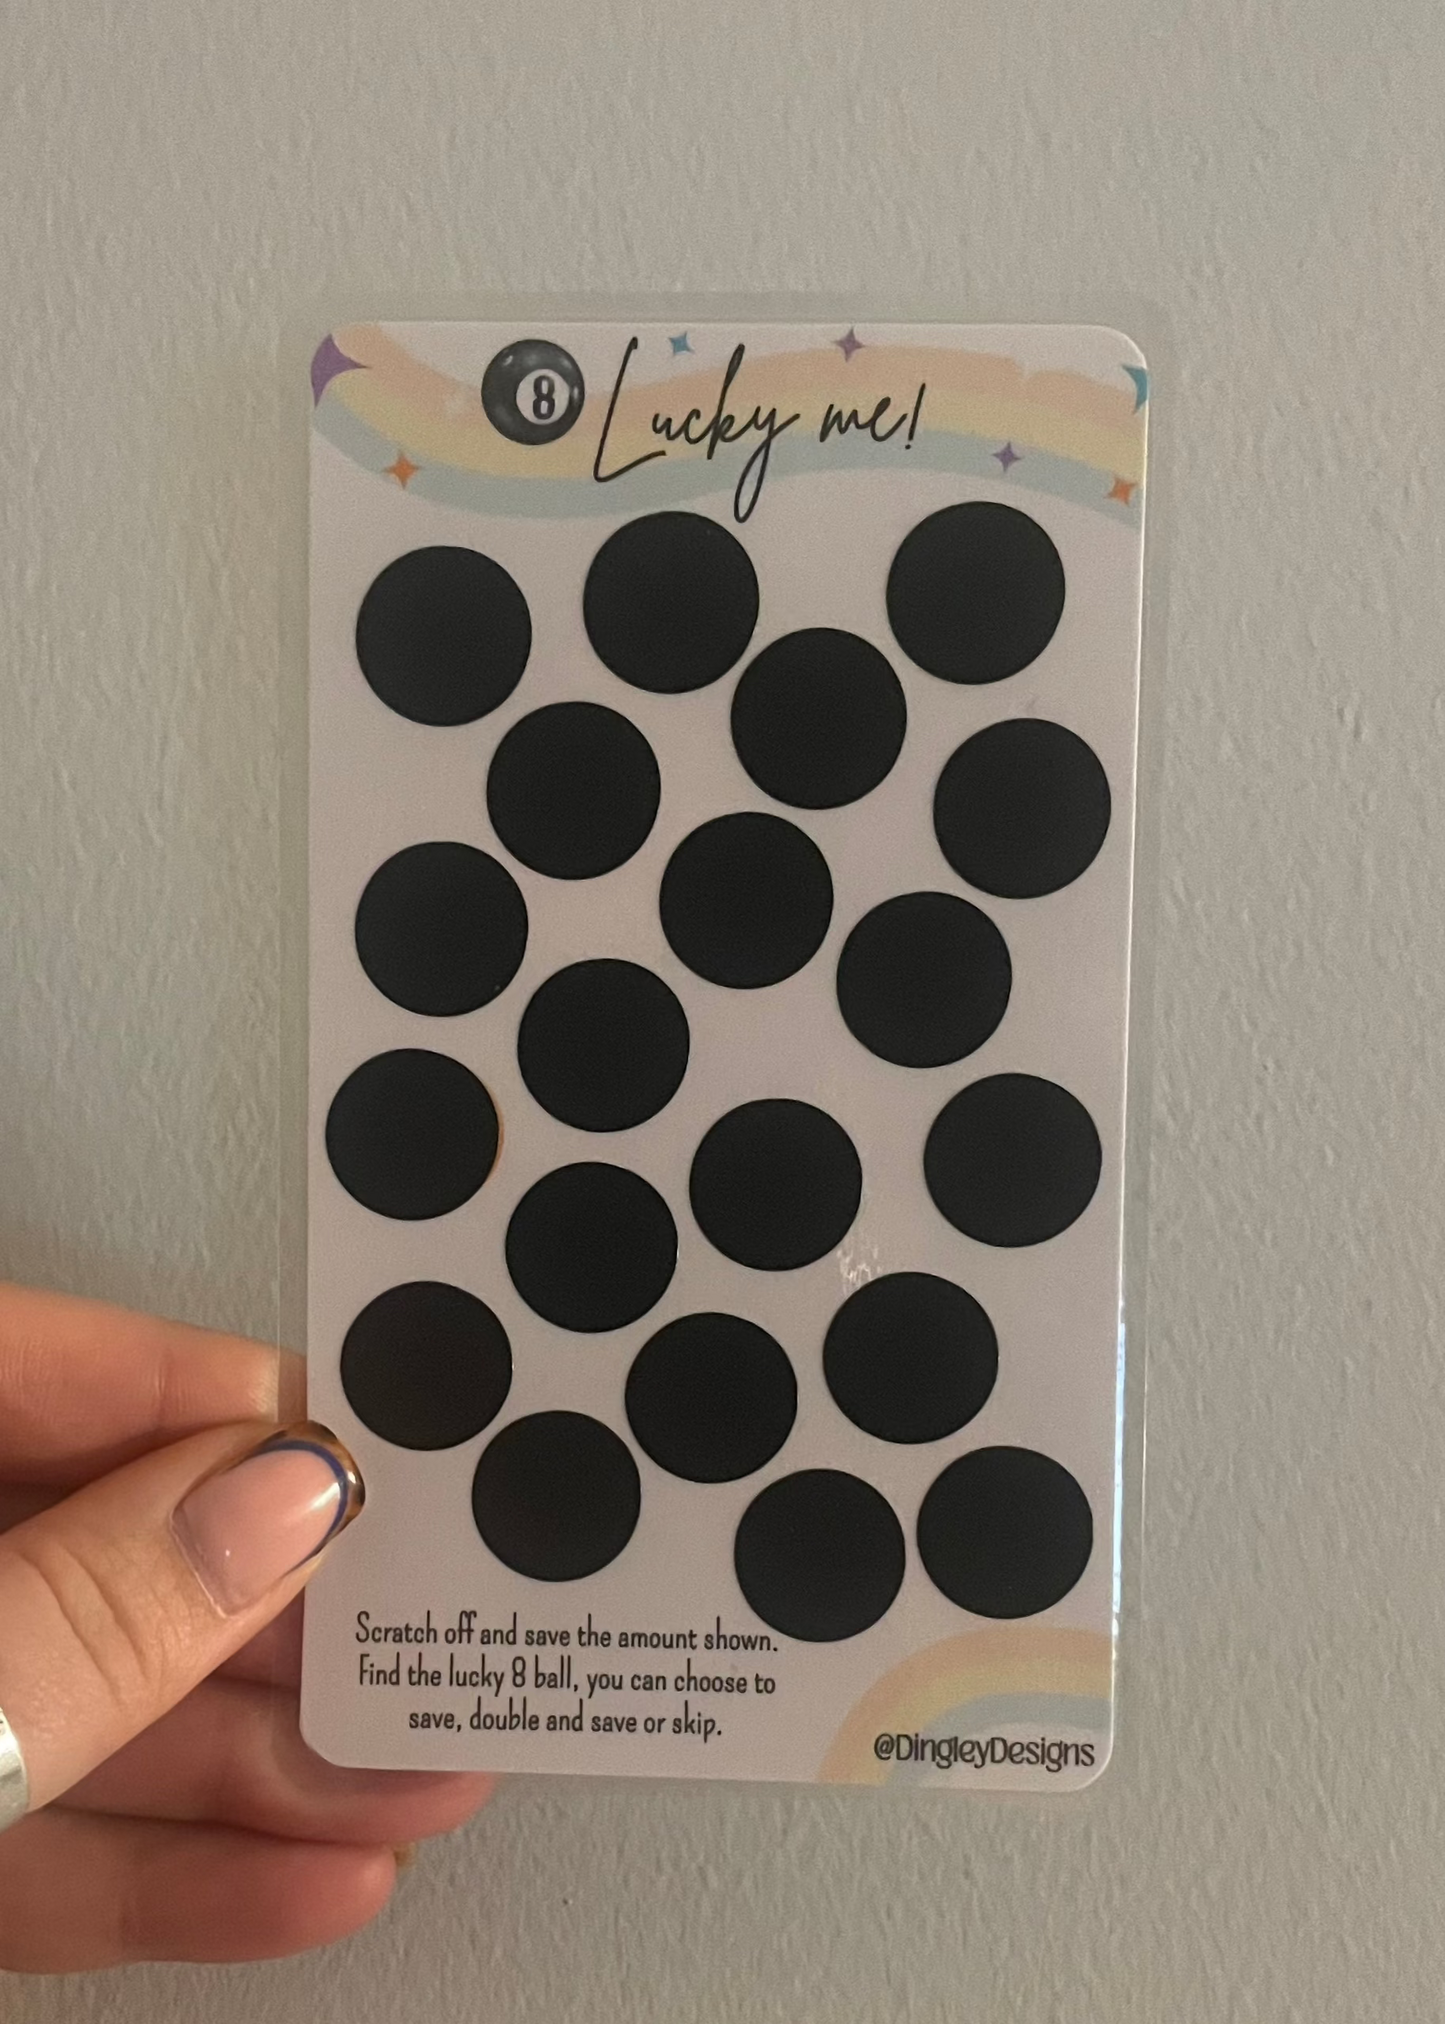 8 Lucky me!
Scratch off and save the amount shown.
Find the lucky 8 ball, you can choose to
save, double and save or skip.
@DingleyDesigns